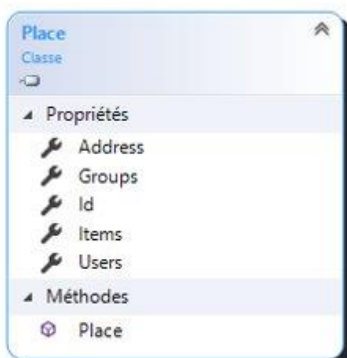 Place
Classe
Propriétés
Address
Groups
Id
Items
Users
Méthodes
Place